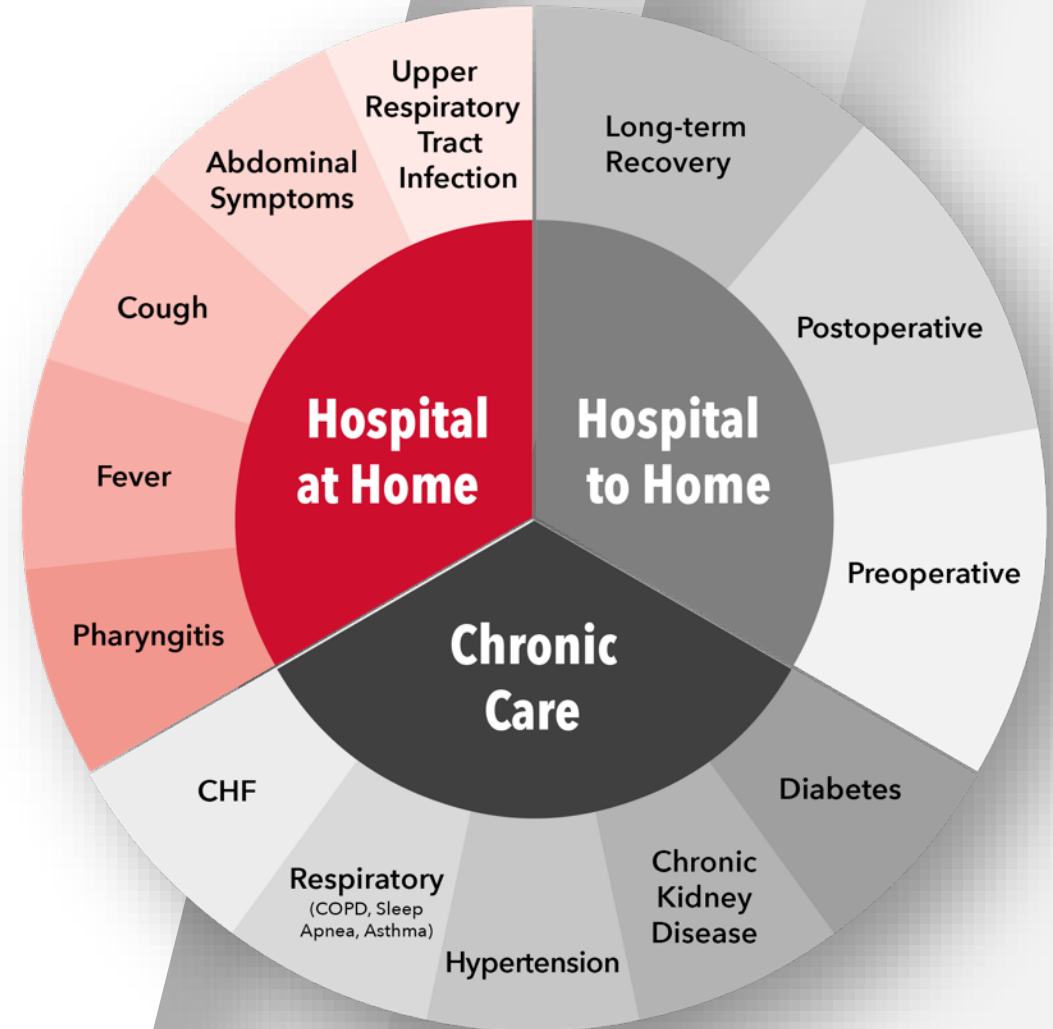 Upper
Respiratory
Tract
Infection
Long-term
Recovery
Abdominal
Symptoms
Cough
Postoperative
Hospital
at Home
Hospital
to Home
Fever
Preoperative
Pharyngitis
Chronic
Care
CHF
Diabetes
Respiratory
(COPD, Sleep
Apnea, Asthma)
Chronic
Kidney
Disease
Hypertension